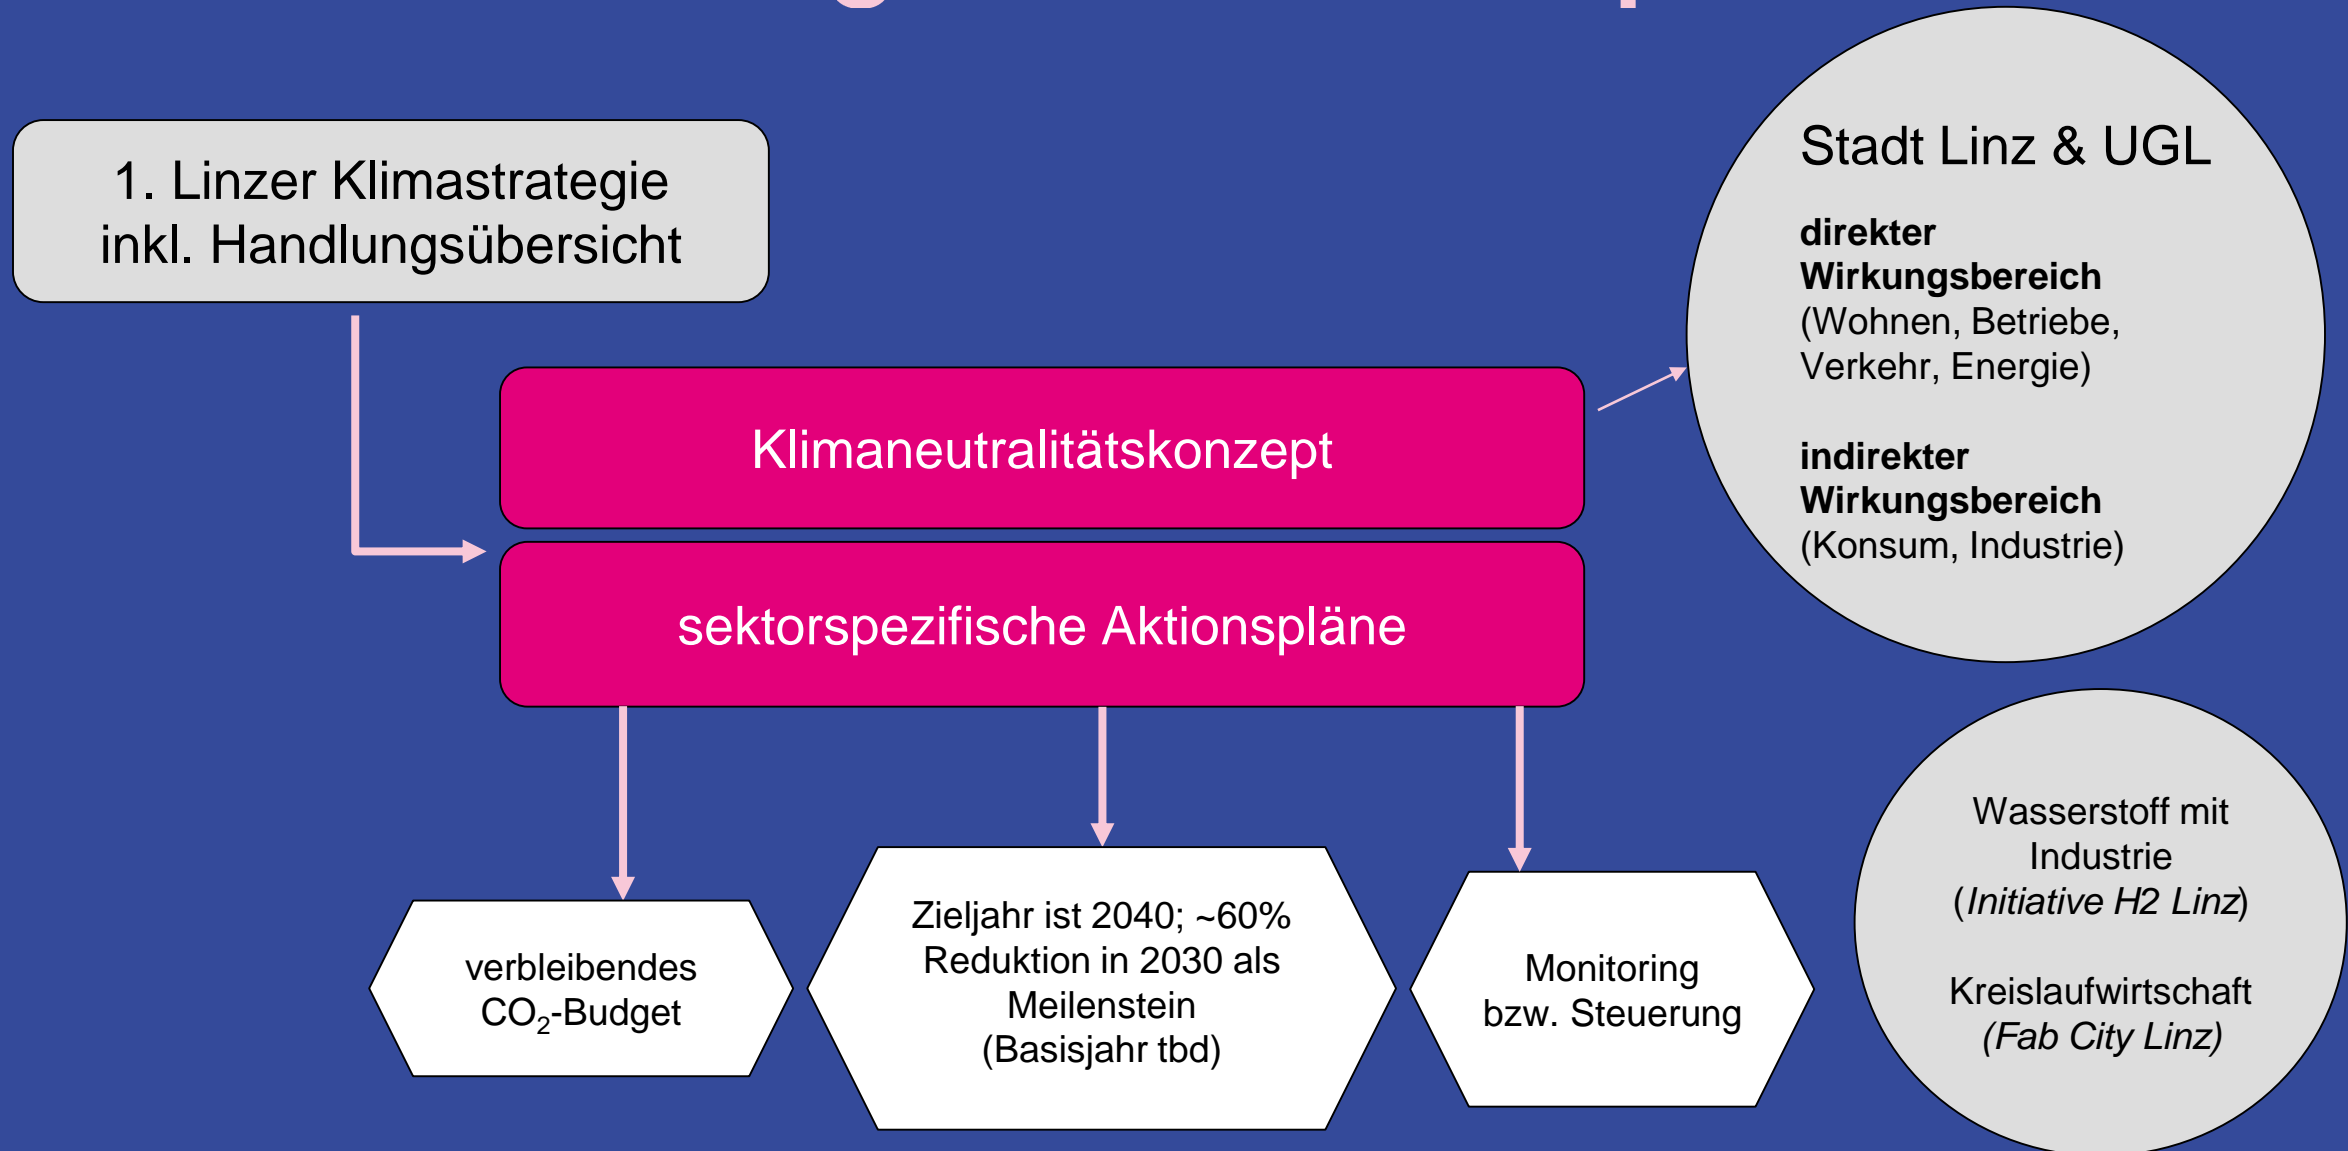 1. Linzer Klimastrategie
inkl. Handlungsübersicht
Stadt Linz & UGL
direkter
Wirkungsbereich
(Wohnen, Betriebe,
Verkehr, Energie)
indirekter
Wirkungsbereich
(Konsum, Industrie)
Klimaneutralitätskonzept
sektorspezifische Aktionspläne
verbleibendes
CO₂-Budget
Zieljahr ist 2040; ~60%
Reduktion in 2030 als
Meilenstein
(Basisjahr tbd)
Monitoring
bzw. Steuerung
Wasserstoff mit
Industrie
(Initiative H2 Linz)
Kreislaufwirtschaft
(Fab City Linz)